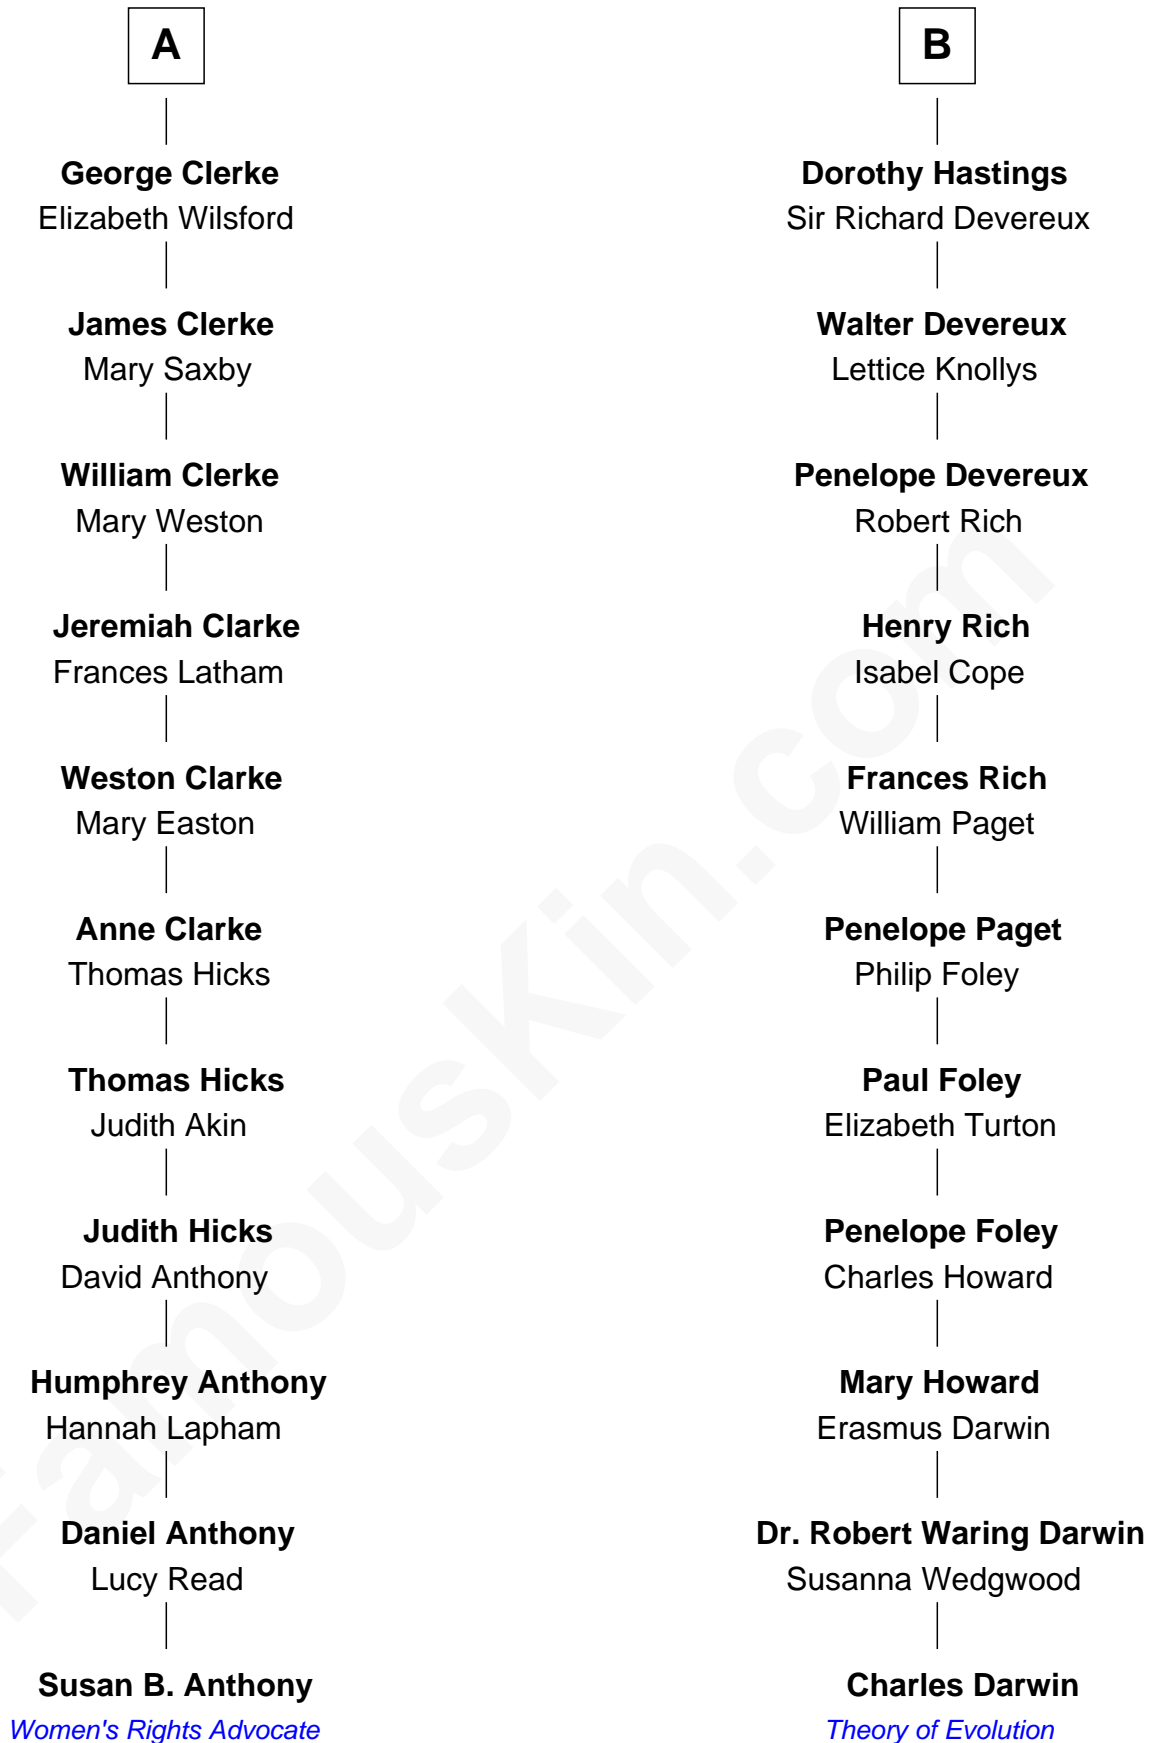 A
George Clerke
Elizabeth Wilsford
James Clerke
Mary Saxby
William Clerke
Mary Weston
Jeremiah Clarke
Frances Latham
Weston Clarke
Mary Easton
Anne Clarke
Thomas Hicks
Thomas Hicks
Judith Akin
Judith Hicks
David Anthony
Humphrey Anthony
Hannah Lapham
Daniel Anthony
Lucy Read
Susan B. Anthony
Women's Rights Advocate
B
Dorothy Hastings
Sir Richard Devereux
Walter Devereux
Lettice Knollys
Penelope Devereux
Robert Rich
Henry Rich
Isabel Cope
Frances Rich
William Paget
Penelope Paget
Philip Foley
Paul Foley
Elizabeth Turton
Penelope Foley
Charles Howard
Mary Howard
Erasmus Darwin
Dr. Robert Waring Darwin
Susanna Wedgwood
Charles Darwin
Theory of Evolution
FamousKin.com